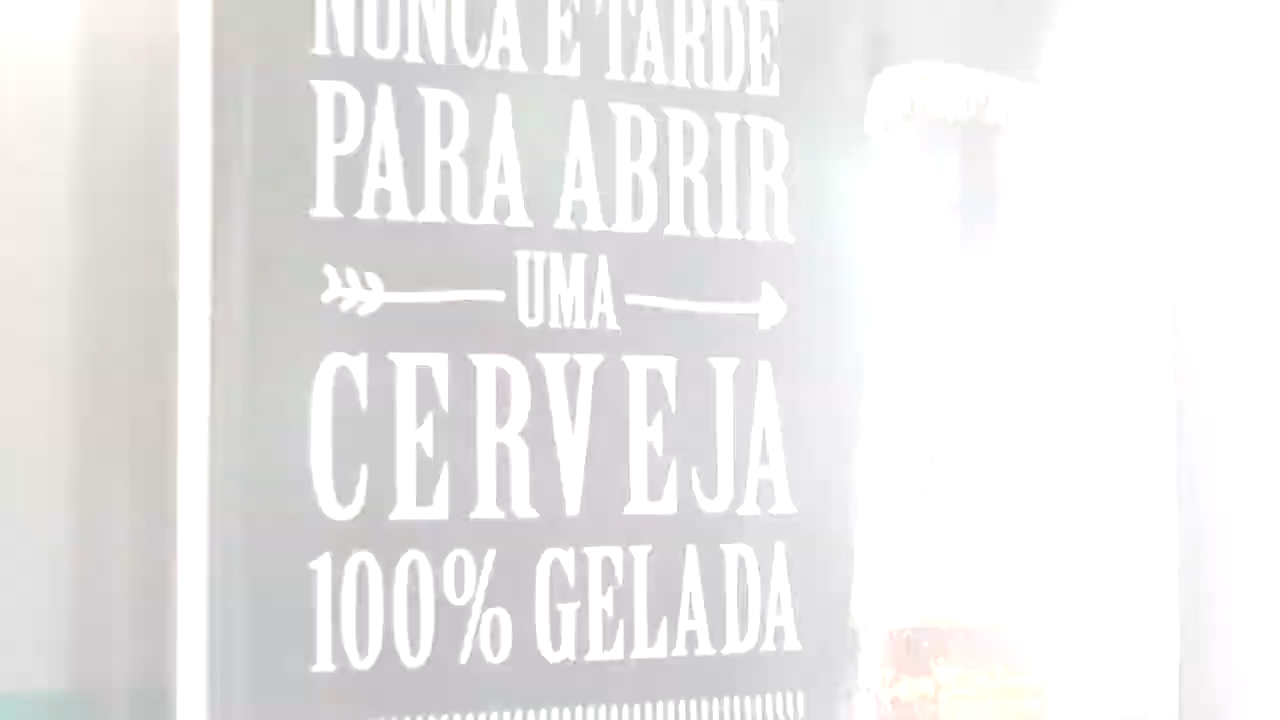 NUNCA É TARDE
PARA ABRIR
UMA
CERVEJA
100% GELADA